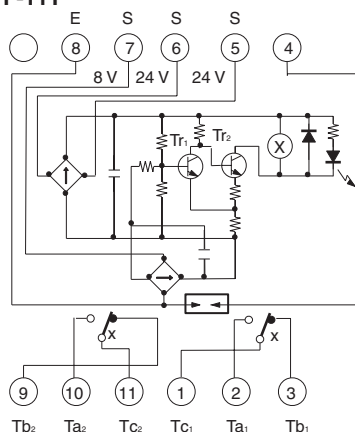 E S S S
8 7 6 5 4
8 V 24 V 24 V
Tr1 Tr2
X
x x
9 10 11 1 2 3
Tb2 Ta2 Tc2 Tc1 Ta1 Tb1